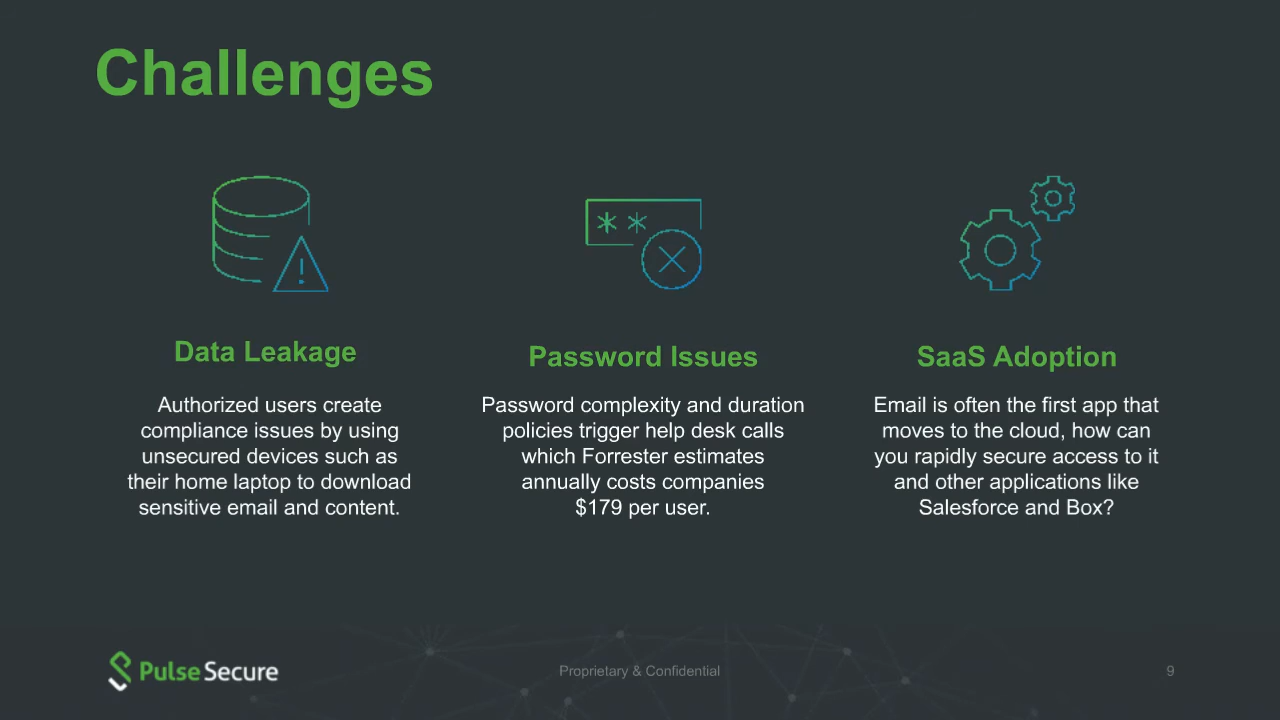 Challenges
Data Leakage
Authorized users create
compliance issues by using
unsecured devices such as
their home laptop to download
sensitive email and content.
Password Issues
Password complexity and duration
policies trigger help desk calls
which Forrester estimates
annually costs companies
$179 per user.
SaaS Adoption
Email is often the first app that
moves to the cloud, how can
you rapidly secure access to it
and other applications like
Salesforce and Box?
Pulse Secure
Proprietary & Confidential
9